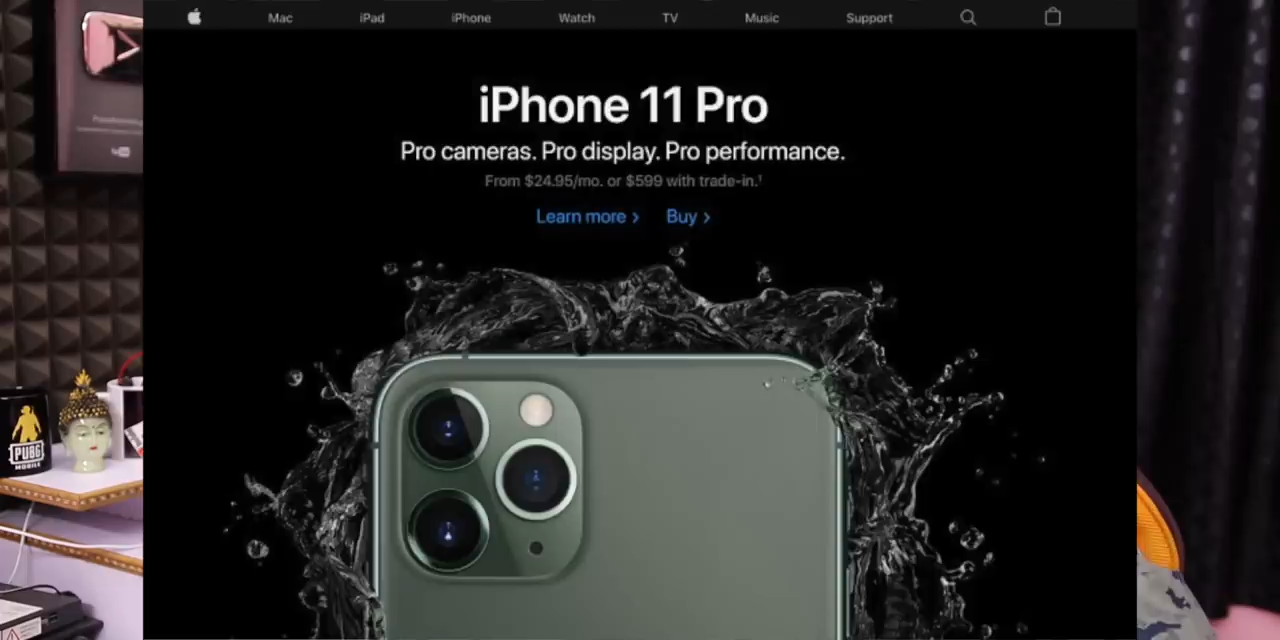 Mac iPad iPhone Watch TV Music Support
iPhone 11 Pro
Pro cameras. Pro display. Pro performance.
From $24.95/mo. or $599 with trade-in.¹
Learn more > Buy >
PUBG
MOBILE